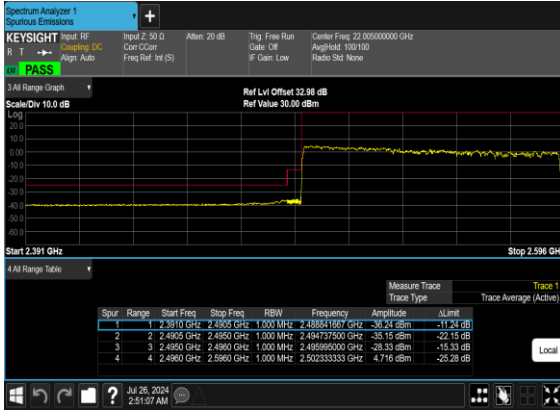 Spectrum Analyzer 1
Spurious Emissions
+
KEYSIGHT Input: RF Input Z: 50 Ω Atten: 20 dB Trig: Free Run Center Freq: 22.005000000 GHz
R T Coupling: DC Corr CCorr Gate: Off Avg|Hold: 100/100
Align: Auto Freq Ref: Int (S) IF Gain: Low Radio Std: None
PASS
3 All Range Graph
Ref Lvl Offset 32.98 dB
Scale/Div 10.0 dB Ref Value 30.00 dBm
Log
20.0
10.0
0.00
-10.0
-20.0
-30.0
-40.0
-50.0
-60.0
Start 2.391 GHz Stop 2.596 GHz
4 All Range Table
Measure Trace Trace 1
Trace Type Trace Average (Active)
Spur Range Start Freq Stop Freq RBW Frequency Amplitude ΔLimit
1 1 2.3910 GHz 2.4905 GHz 1.000 MHz 2.488841667 GHz -36.24 dBm -11.24 dB
2 2 2.4905 GHz 2.4950 GHz 1.000 MHz 2.494737500 GHz -35.15 dBm -22.15 dB
3 3 2.4950 GHz 2.4960 GHz 1.000 MHz 2.495995000 GHz -28.33 dBm -15.33 dB
4 4 2.4960 GHz 2.5960 GHz 1.000 MHz 2.502333333 GHz 4.716 dBm -25.28 dB
Local
?
Jul 26, 2024
2:51:07 AM